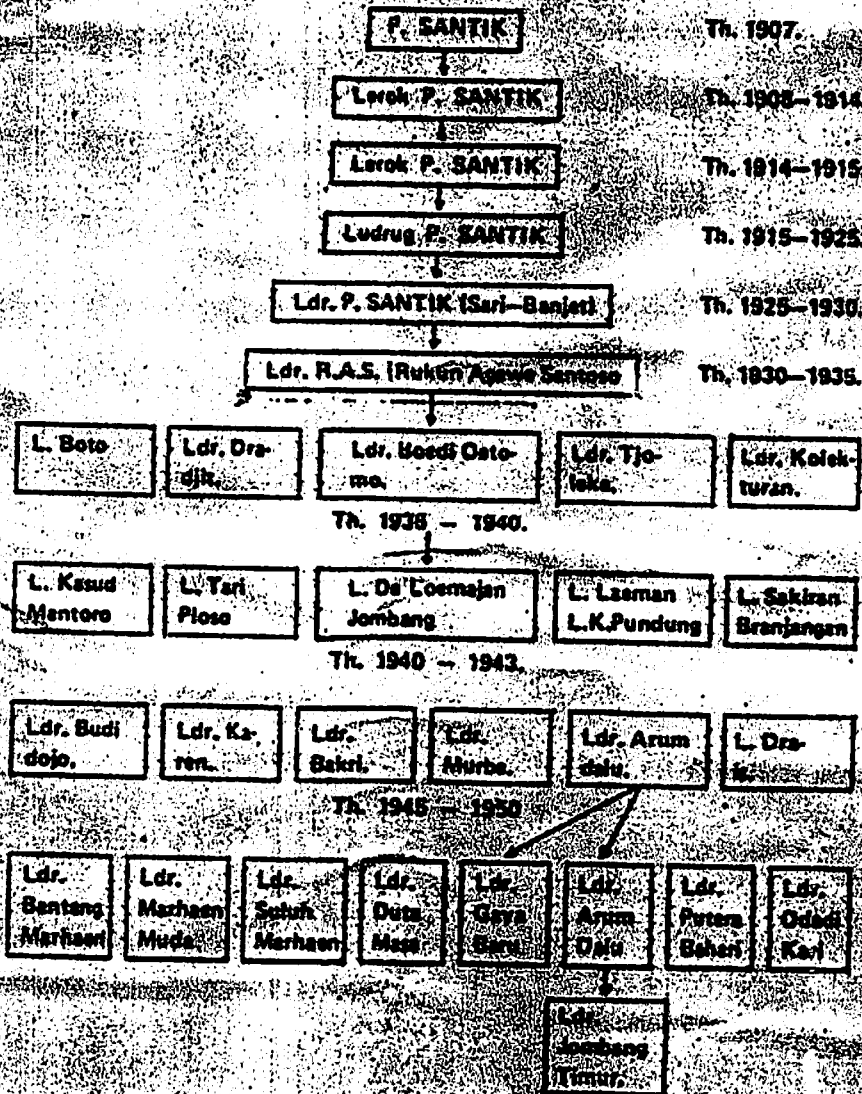 P. SANTIK Th. 1907.
Lerok P. SANTIK Th. 1908–1914
Lerok P. SANTIK Th. 1914–1915.
Ludrug P. SANTIK Th. 1915–1925.
Ldr. P. SANTIK (Sari–Banjet) Th. 1925–1930.
Ldr. R.A.S. (Rukun Agawe Santoso Th. 1930–1935.
L. Boto
Ldr. Dra-
djit.
Ldr. Boedi Oeto-
mo.
Ldr. Tjo-
leka.
Ldr. Kolek-
turan.
Th. 1938 – 1940.
L. Kasud
Mentoro
L. Tari
Ploso
L. De Loemajan
Jombang
L. Laeman
L.K.Pundung
L. Sakiran
Branjangan
Th. 1940 – 1943.
Ldr. Budi
dojo.
Ldr. Ka-
ren.
Ldr.
Bakri.
Ldr.
Murba.
Ldr. Arum
dalu.
L. Dra-
Th. 1945 – 1950
Ldr.
Banteng
Marhaen
Ldr.
Marhaen
Muda.
Ldr.
Suluh
Marhaen
Ldr.
Duta
Masa
Ldr.
Gaya
Baru
Ldr.
Arum
Dalu
Ldr.
Putera
Bahari
Ldr.
Kari
Ldr.
Jombang
Timur.